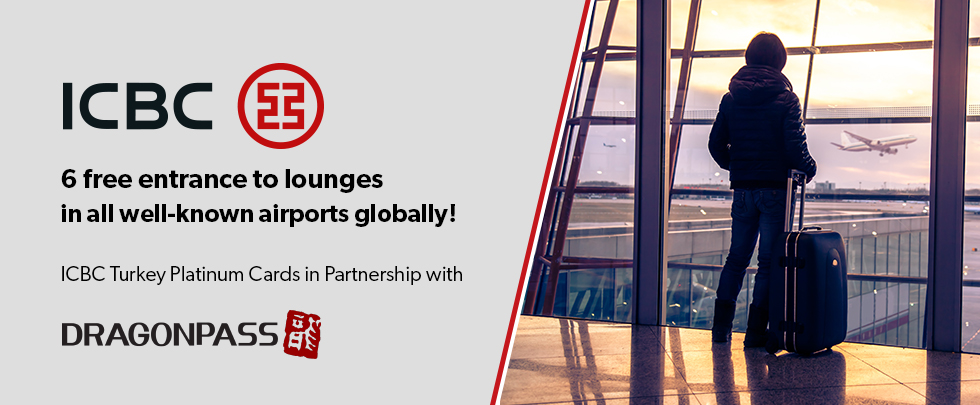 ICBC
6 free entrance to lounges
in all well-known airports globally!
ICBC Turkey Platinum Cards in Partnership with
DRAGONPASS